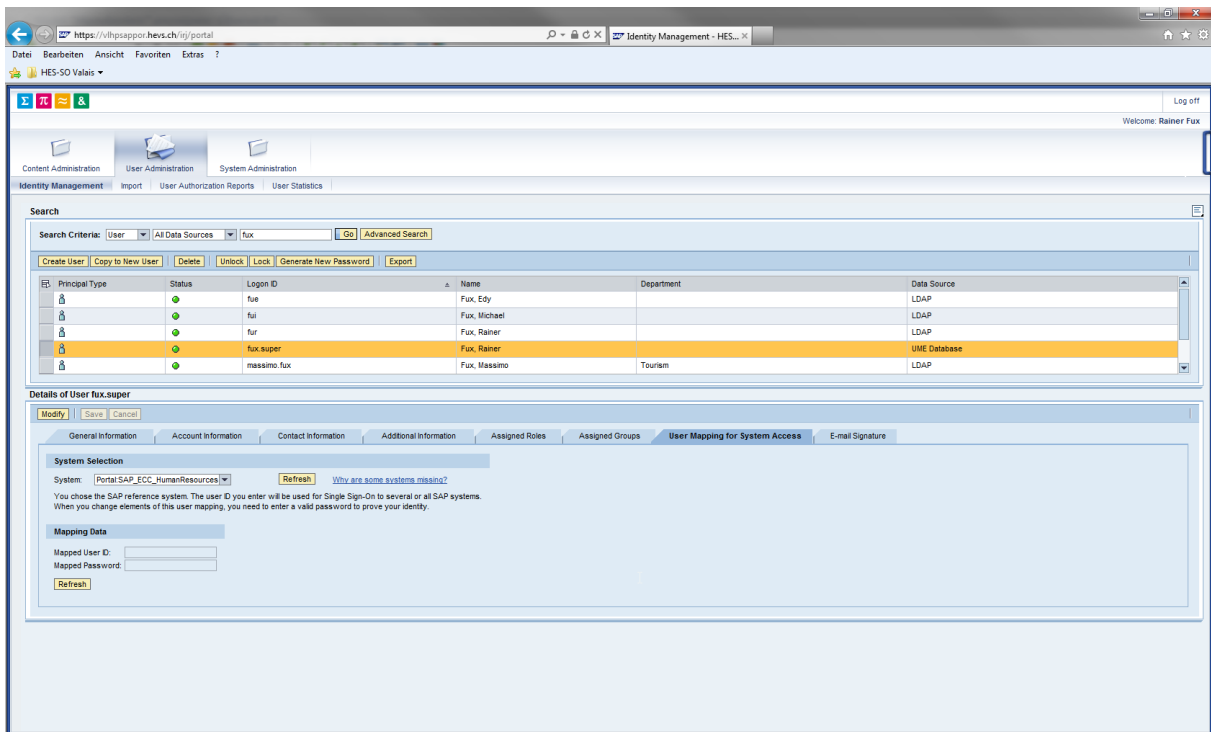 https://vlhpsappor.hevs.ch/irj/portal
Identity Management - HES...
Datei Bearbeiten Ansicht Favoriten Extras ?
HES-SO Valais
Σ π ≈ &
Log off
Welcome: Rainer Fux
Content Administration User Administration System Administration
Identity Management Import User Authorization Reports User Statistics
Search
Search Criteria: User All Data Sources fux Go Advanced Search
Create User Copy to New User Delete Unlock Lock Generate New Password Export
Principal Type Status Logon ID Name Department Data Source
fue Fux, Edy LDAP
fui Fux, Michael LDAP
fur Fux, Rainer LDAP
fux.super Fux, Rainer UME Database
massimo.fux Fux, Massimo Tourism LDAP
Details of User fux.super
Modify Save Cancel
General Information Account Information Contact Information Additional Information Assigned Roles Assigned Groups User Mapping for System Access E-mail Signature
System Selection
System: Portal:SAP_ECC_HumanResources Refresh Why are some systems missing?
You chose the SAP reference system. The user ID you enter will be used for Single Sign-On to several or all SAP systems.
When you change elements of this user mapping, you need to enter a valid password to prove your identity.
Mapping Data
Mapped User ID:
Mapped Password:
Refresh